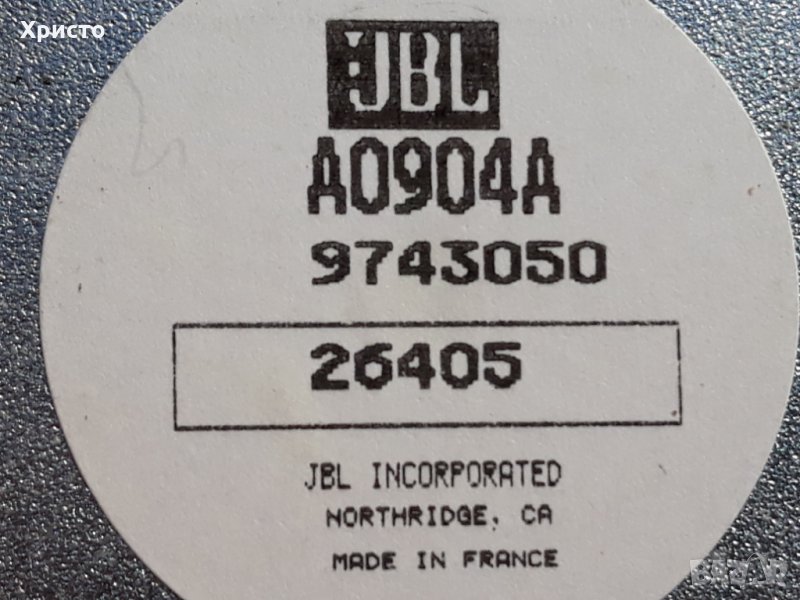 Христо
JBL
A0904A
9743050
26405
JBL INCORPORATED
NORTHRIDGE, CA
MADE IN FRANCE